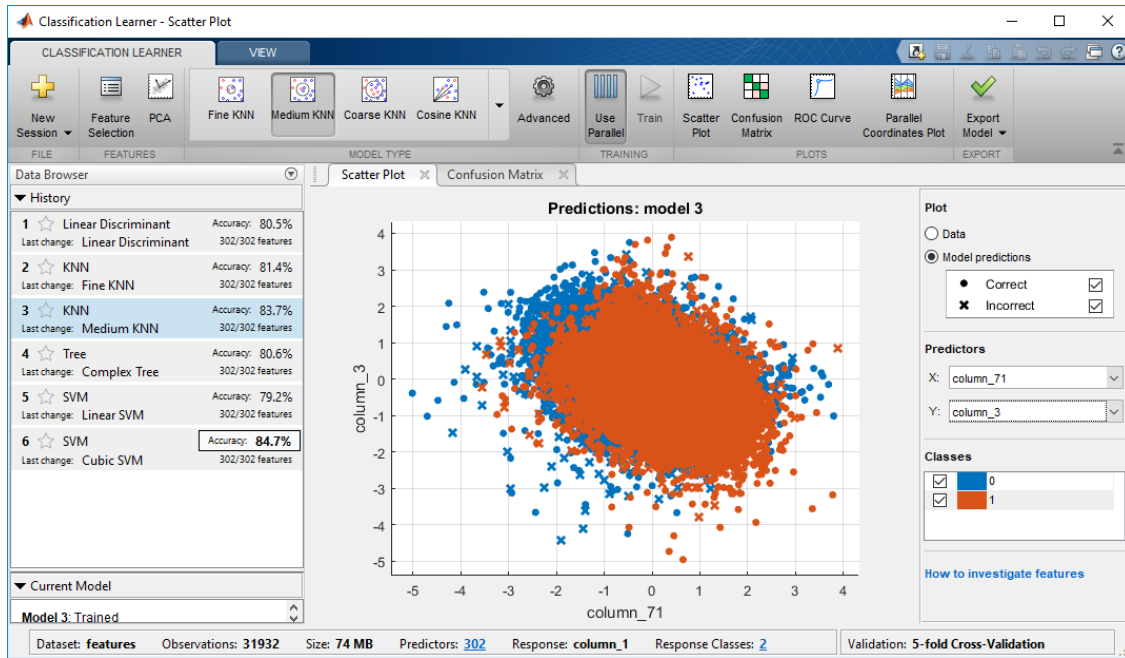 Classification Learner - Scatter Plot
CLASSIFICATION LEARNER VIEW
New Session
Feature Selection
PCA
Fine KNN
Medium KNN
Coarse KNN
Cosine KNN
Advanced
Use Parallel
Train
Scatter Plot
Confusion Matrix
ROC Curve
Parallel Coordinates Plot
Export Model
FILE FEATURES MODEL TYPE TRAINING PLOTS EXPORT
Data Browser
History
1 Linear Discriminant Accuracy: 80.5%
Last change: Linear Discriminant 302/302 features
2 KNN Accuracy: 81.4%
Last change: Fine KNN 302/302 features
3 KNN Accuracy: 83.7%
Last change: Medium KNN 302/302 features
4 Tree Accuracy: 80.6%
Last change: Complex Tree 302/302 features
5 SVM Accuracy: 79.2%
Last change: Linear SVM 302/302 features
6 SVM Accuracy: 84.7%
Last change: Cubic SVM 302/302 features
Current Model
Model 3: Trained
Scatter Plot Confusion Matrix
Predictions: model 3
4
3
2
1
0
-1
-2
-3
-4
-5
column_3
-5 -4 -3 -2 -1 0 1 2 3 4
column_71
Plot
Data
Model predictions
Correct
Incorrect
Predictors
X: column_71
Y: column_3
Classes
0
1
How to investigate features
Dataset: features Observations: 31932 Size: 74 MB Predictors: 302 Response: column_1 Response Classes: 2 Validation: 5-fold Cross-Validation